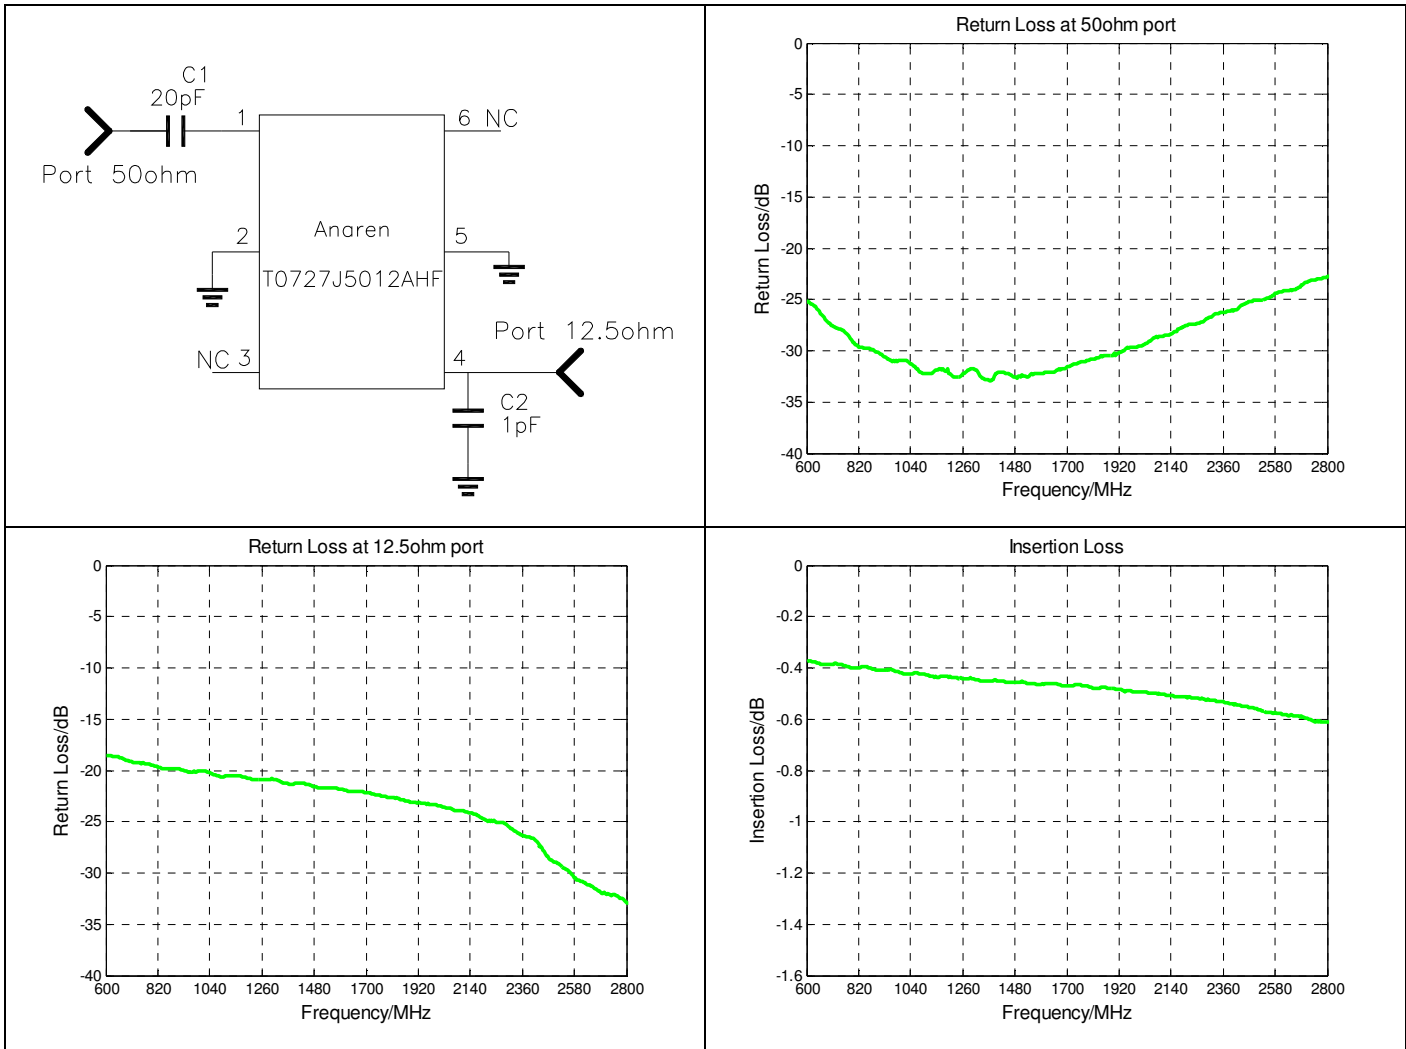 C1
20pF
1
6 NC
Port 50ohm
2
Anaren
5
T0727J5012AHF
Port 12.5ohm
NC 3
4
C2
1pF
Return Loss at 50ohm port
Return Loss/dB
0
-5
-10
-15
-20
-25
-30
-35
-40
600 820 1040 1260 1480 1700 1920 2140 2360 2580 2800
Frequency/MHz
Return Loss at 12.5ohm port
Return Loss/dB
0
-5
-10
-15
-20
-25
-30
-35
-40
600 820 1040 1260 1480 1700 1920 2140 2360 2580 2800
Frequency/MHz
Insertion Loss
Insertion Loss/dB
0
-0.2
-0.4
-0.6
-0.8
-1
-1.2
-1.4
-1.6
600 820 1040 1260 1480 1700 1920 2140 2360 2580 2800
Frequency/MHz